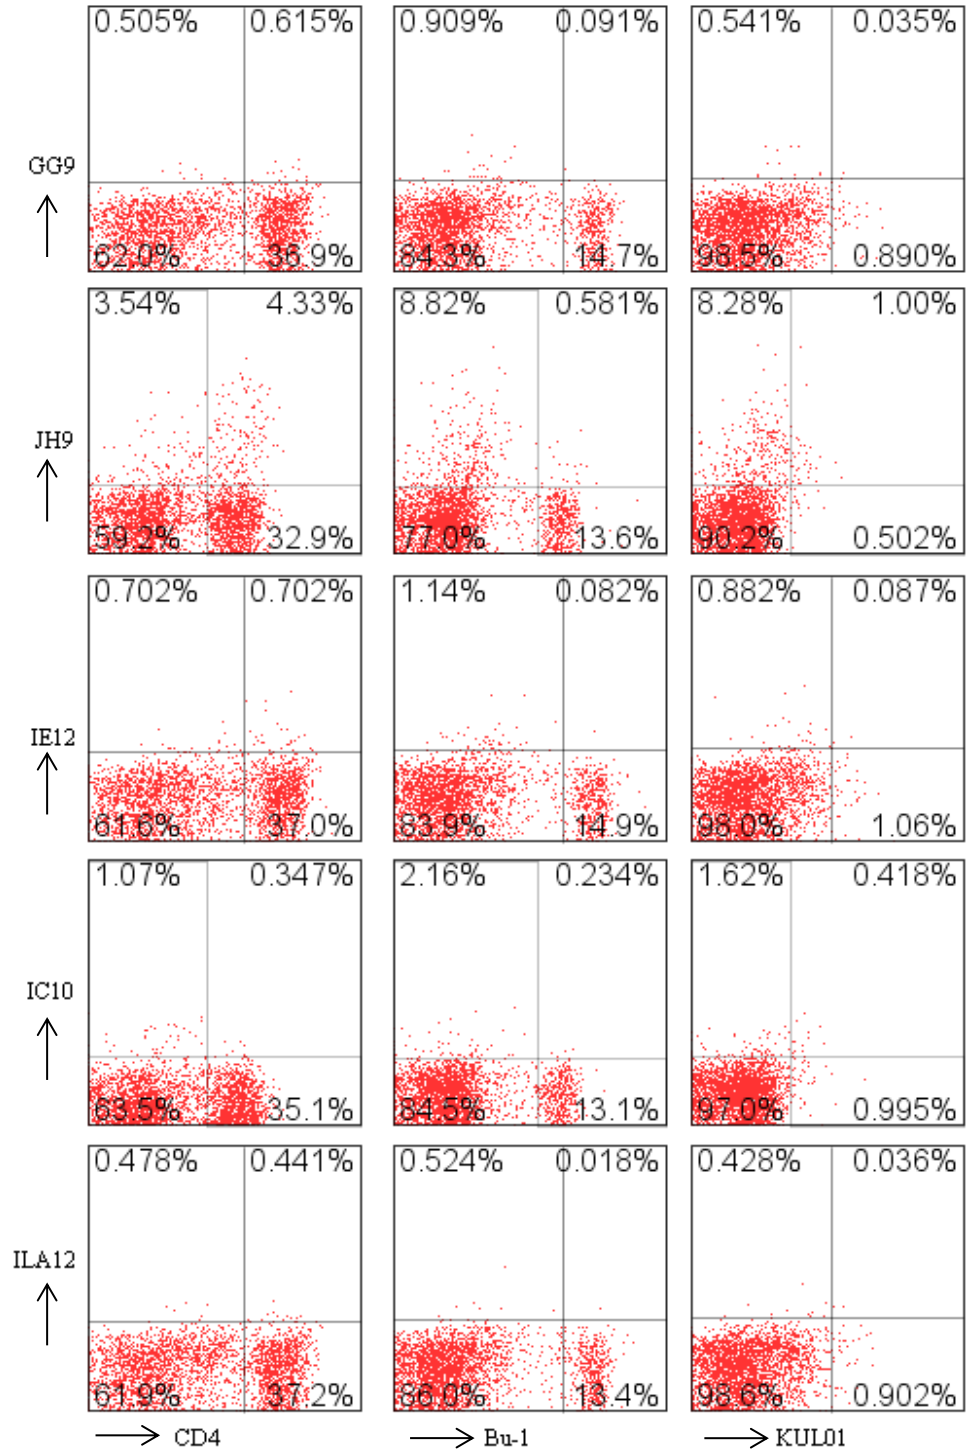 0.505% 0.615% 0.909% 0.091% 0.541% 0.035%
GG9
62.0% 36.9% 84.3% 14.7% 98.5% 0.890%
3.54% 4.33% 8.82% 0.581% 8.28% 1.00%
JH9
59.2% 32.9% 77.0% 13.6% 90.2% 0.502%
0.702% 0.702% 1.14% 0.082% 0.882% 0.087%
IE12
61.6% 37.0% 83.9% 14.9% 98.0% 1.06%
1.07% 0.347% 2.16% 0.234% 1.62% 0.418%
IC10
63.5% 35.1% 84.5% 13.1% 97.0% 0.995%
0.478% 0.441% 0.524% 0.018% 0.428% 0.036%
ILA12
61.9% 37.2% 86.0% 13.4% 98.6% 0.902%
CD4 Bu-1 KUL01